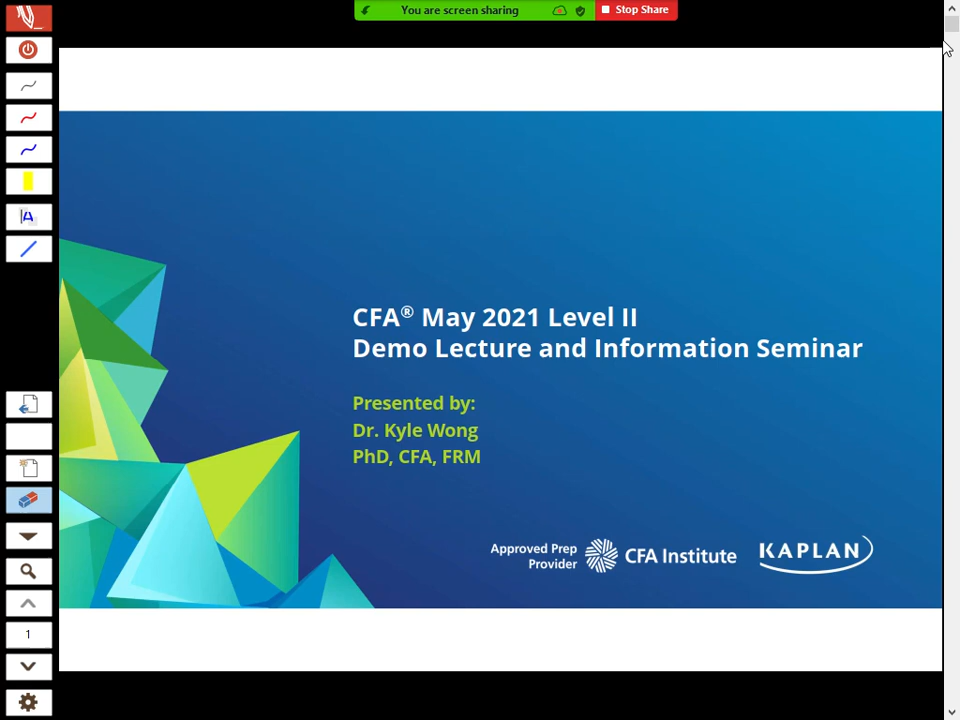 You are screen sharing
Stop Share
A
CFA® May 2021 Level II
Demo Lecture and Information Seminar
Presented by:
Dr. Kyle Wong
PhD, CFA, FRM
Approved Prep
Provider
CFA Institute
KAPLAN
1